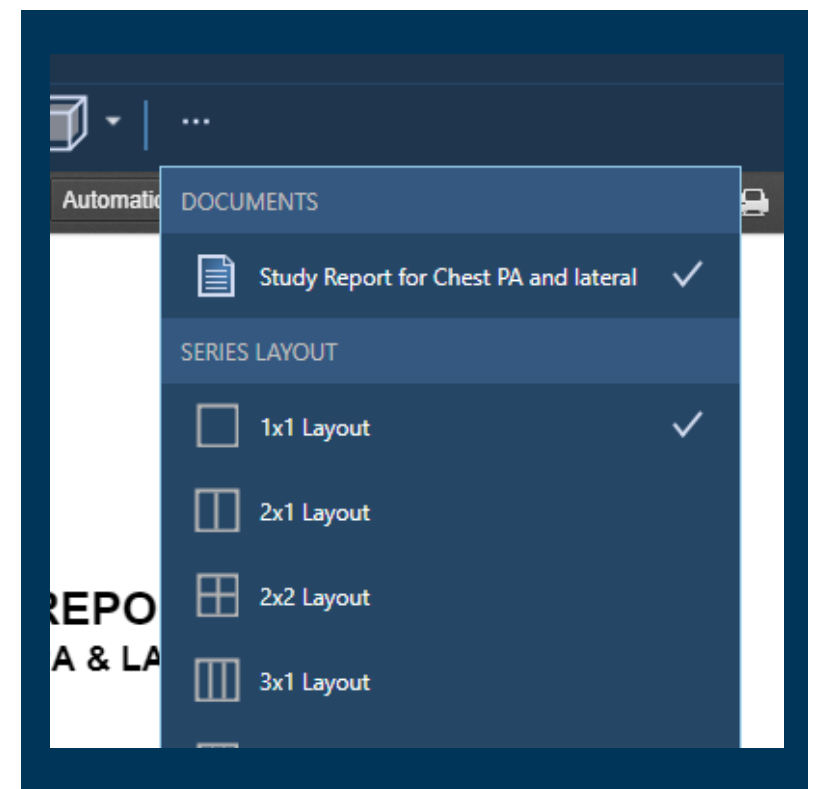 ...
Automatic
DOCUMENTS
Study Report for Chest PA and lateral
SERIES LAYOUT
1x1 Layout
2x1 Layout
2x2 Layout
REPO
A & LA
3x1 Layout